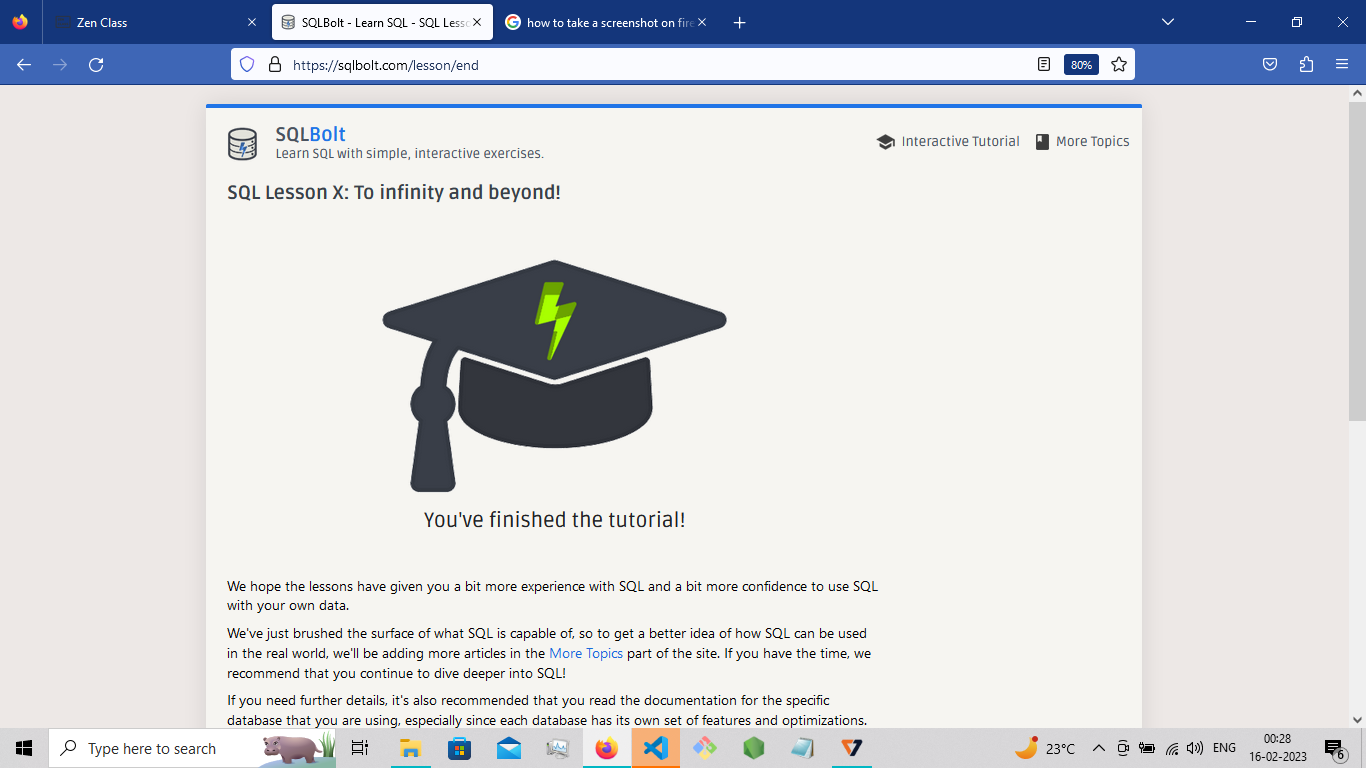 Zen Class
SQLBolt - Learn SQL - SQL Less
how to take a screenshot on fire
https://sqlbolt.com/lesson/end
80%
SQLBolt
Learn SQL with simple, interactive exercises.
Interactive Tutorial
More Topics
SQL Lesson X: To infinity and beyond!
You've finished the tutorial!
We hope the lessons have given you a bit more experience with SQL and a bit more confidence to use SQL
with your own data.
We've just brushed the surface of what SQL is capable of, so to get a better idea of how SQL can be used
in the real world, we'll be adding more articles in the More Topics part of the site. If you have the time, we
recommend that you continue to dive deeper into SQL!
If you need further details, it's also recommended that you read the documentation for the specific
database that you are using, especially since each database has its own set of features and optimizations.
Type here to search
23°C
ENG
00:28
16-02-2023
6